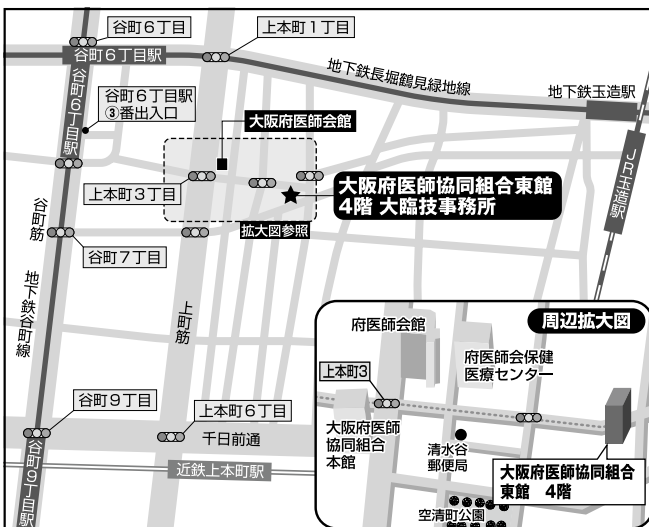 谷町6丁目
上本町1丁目
谷町6丁目駅
地下鉄長堀鶴見緑地線
地下鉄玉造駅
谷町6丁目駅
谷町6丁目駅
③番出入口
大阪府医師会館
JR玉造駅
上本町3丁目
大阪府医師協同組合東館
4階 大臨技事務所
拡大図参照
谷町筋
谷町7丁目
地下鉄谷町線
上町筋
谷町9丁目
上本町6丁目
千日前通
近鉄上本町駅
谷町9丁目駅
周辺拡大図
府医師会館
府医師会保健
医療センター
上本町3
大阪府医師
協同組合
本館
清水谷
郵便局
大阪府医師協同組合
東館 4階
空清町公園